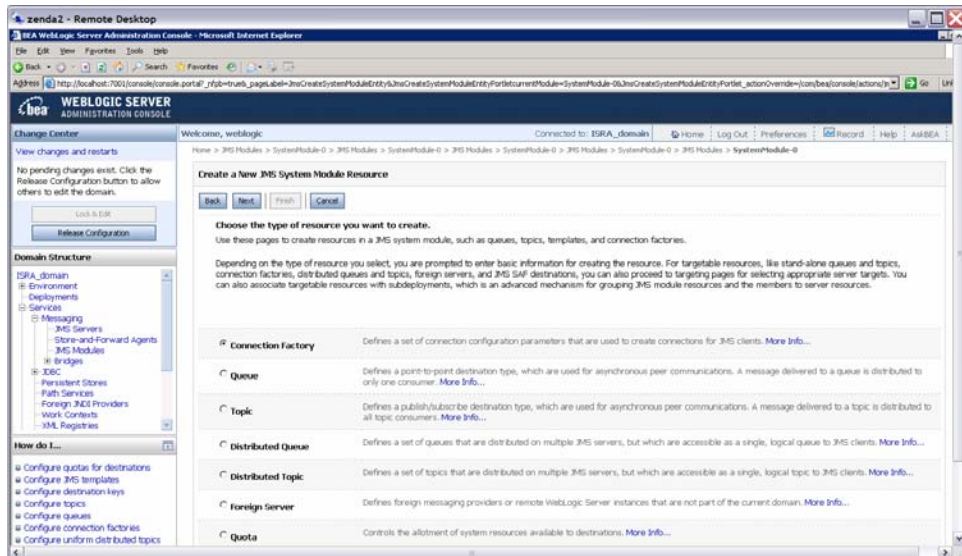 zenda2 - Remote Desktop
BEA WebLogic Server Administration Console - Microsoft Internet Explorer
File Edit View Favorites Tools Help
Back Search Favorites
Address http://localhost:7001/console/console.portal?_nfpb=true&_pageLabel=JmsCreateSystemModuleEntity&JmsCreateSystemModuleEntityPortletcurrentModule=SystemModule-0&JmsCreateSystemModuleEntityPortlet_actionOverride=/com/bea/console/actions/ Go
bea WEBLOGIC SERVER
ADMINISTRATION CONSOLE
Change Center
View changes and restarts
No pending changes exist. Click the
Release Configuration button to allow
others to edit the domain.
Lock & Edit
Release Configuration
Domain Structure
ISRA_domain
Environment
Deployments
Services
Messaging
JMS Servers
Store-and-Forward Agents
JMS Modules
Bridges
JDBC
Persistent Stores
Path Services
Foreign JNDI Providers
Work Contexts
XML Registries
How do I...
Configure quotas for destinations
Configure JMS templates
Configure destination keys
Configure topics
Configure queues
Configure connection factories
Configure uniform distributed topics
Welcome, weblogic Connected to: ISRA_domain Home Log Out Preferences Record Help AskBEA
Home > JMS Modules > SystemModule-0 > JMS Modules > SystemModule-0 > JMS Modules > SystemModule-0 > JMS Modules > SystemModule-0 > JMS Modules > SystemModule-0
Create a New JMS System Module Resource
Back Next Finish Cancel
Choose the type of resource you want to create.
Use these pages to create resources in a JMS system module, such as queues, topics, templates, and connection factories.
Depending on the type of resource you select, you are prompted to enter basic information for creating the resource. For targetable resources, like stand-alone queues and topics,
connection factories, distributed queues and topics, foreign servers, and JMS SAF destinations, you can also proceed to targeting pages for selecting appropriate server targets. You
can also associate targetable resources with subdeployments, which is an advanced mechanism for grouping JMS module resources and the members to server resources.
Connection Factory Defines a set of connection configuration parameters that are used to create connections for JMS clients. More Info...
Queue Defines a point-to-point destination type, which are used for asynchronous peer communications. A message delivered to a queue is distributed to
only one consumer. More Info...
Topic Defines a publish/subscribe destination type, which are used for asynchronous peer communications. A message delivered to a topic is distributed to
all topic consumers. More Info...
Distributed Queue Defines a set of queues that are distributed on multiple JMS servers, but which are accessible as a single, logical queue to JMS clients. More Info...
Distributed Topic Defines a set of topics that are distributed on multiple JMS servers, but which are accessible as a single, logical topic to JMS clients. More Info...
Foreign Server Defines foreign messaging providers or remote WebLogic Server instances that are not part of the current domain. More Info...
Quota Controls the allotment of system resources available to destinations. More Info...